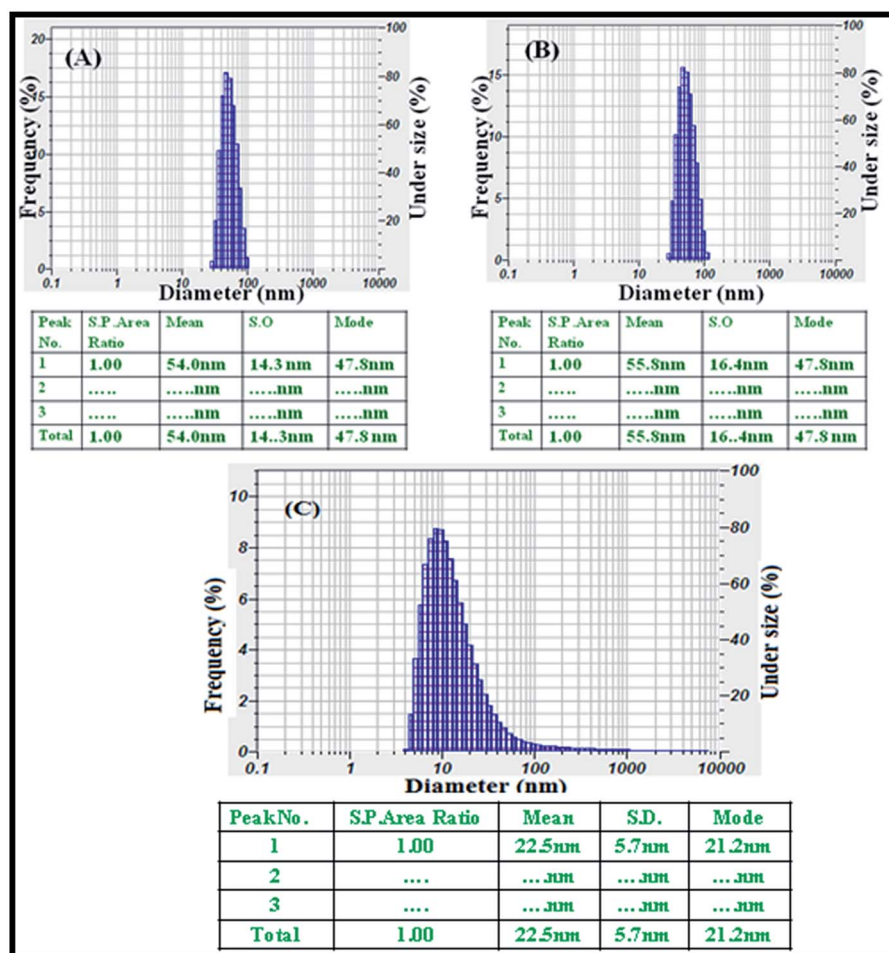 (A)
Frequency (%)
20
15
10
5
0
100
80
60
40
20
Under size (%)
0.1 1 10 100 1000 10000
Diameter (nm)
Peak No. S.P.Area Ratio Mean S.O Mode
1 1.00 54.0nm 14.3 nm 47.8nm
2 ..... .....nm .....nm .....nm
3 ..... .....nm .....nm .....nm
Total 1.00 54.0nm 14..3nm 47.8 nm
(B)
Frequency (%)
15
10
5
0
100
80
60
40
20
Under size (%)
0.1 1 10 100 1000 10000
Diameter (nm)
Peak No. S.P.Area Ratio Mean S.O Mode
1 1.00 55.8nm 16.4nm 47.8nm
2 ..... .....nm .....nm .....nm
3 ..... .....nm .....nm .....nm
Total 1.00 55.8nm 16..4nm 47.8 nm
(C)
Frequency (%)
10
8
6
4
2
0
100
80
60
40
20
Under size (%)
0.1 1 10 100 1000 10000
Diameter (nm)
PeakNo. S.P.Area Ratio Mean S.D. Mode
1 1.00 22.5nm 5.7nm 21.2nm
2 .... ....nm ....nm ....nm
3 .... ....nm ....nm ....nm
Total 1.00 22.5nm 5.7nm 21.2nm